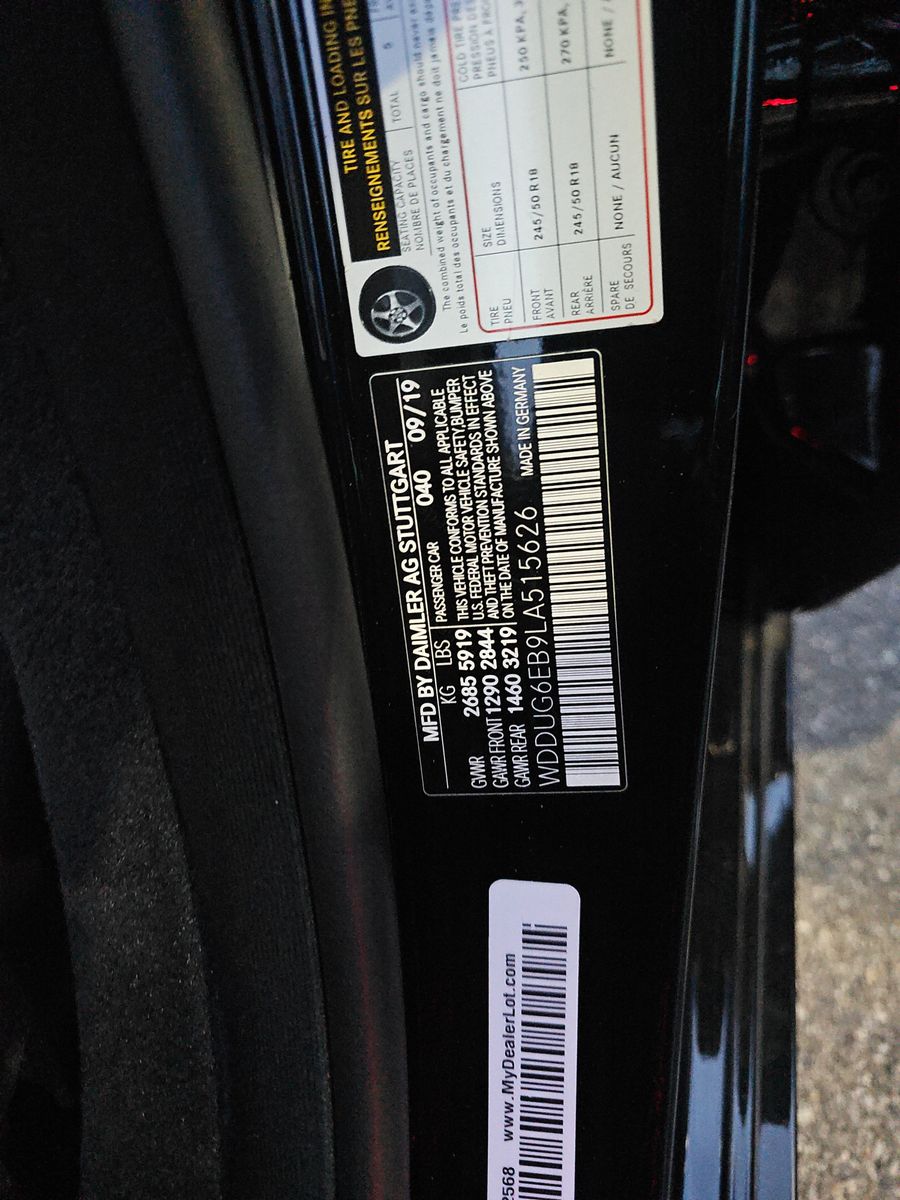 TIRE AND LOADING
RENSEIGNEMENTS SUR LES
SEATING CAPACITY
NOMBRE DE PLACES
TOTAL
5
The combined weight of occupants and cargo should never
Le poids total des occupants et du chargement ne doit jamais
TIRE
PNEU
SIZE
DIMENSIONS
COLD TIRE
PRESSION
PNEUS À
FRONT
AVANT
245/50 R18
250 KPA,
REAR
ARRIÈRE
245/50 R18
270 KPA,
SPARE
DE SECOURS
NONE / AUCUN
NONE /
MFD BY DAIMLER AG STUTTGART
KG LBS
PASSENGER CAR 040 09/19
GVWR 2685 5919
GAWR FRONT 1290 2844
GAWR REAR 1460 3219
THIS VEHICLE CONFORMS TO ALL APPLICABLE
U.S. FEDERAL MOTOR VEHICLE SAFETY, BUMPER
AND THEFT PREVENTION STANDARDS IN EFFECT
ON THE DATE OF MANUFACTURE SHOWN ABOVE
WDDUG6EB9LA515626 MADE IN GERMANY
2568 www.MyDealerLot.com